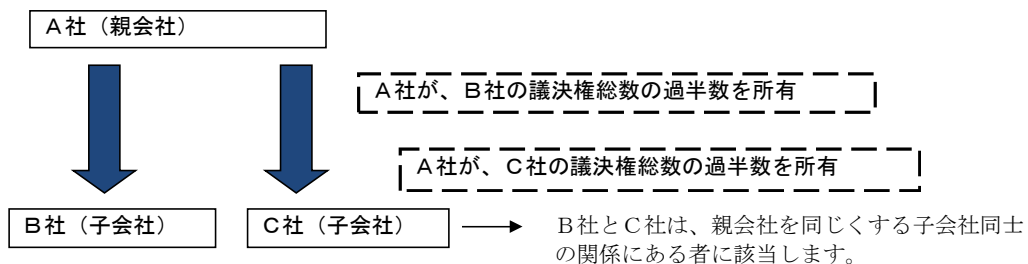 A社(親会社)
A社が、B社の議決権総数の過半数を所有
A社が、C社の議決権総数の過半数を所有
B社(子会社)
C社(子会社)
B社とC社は、親会社を同じくする子会社同士
の関係にある者に該当します。